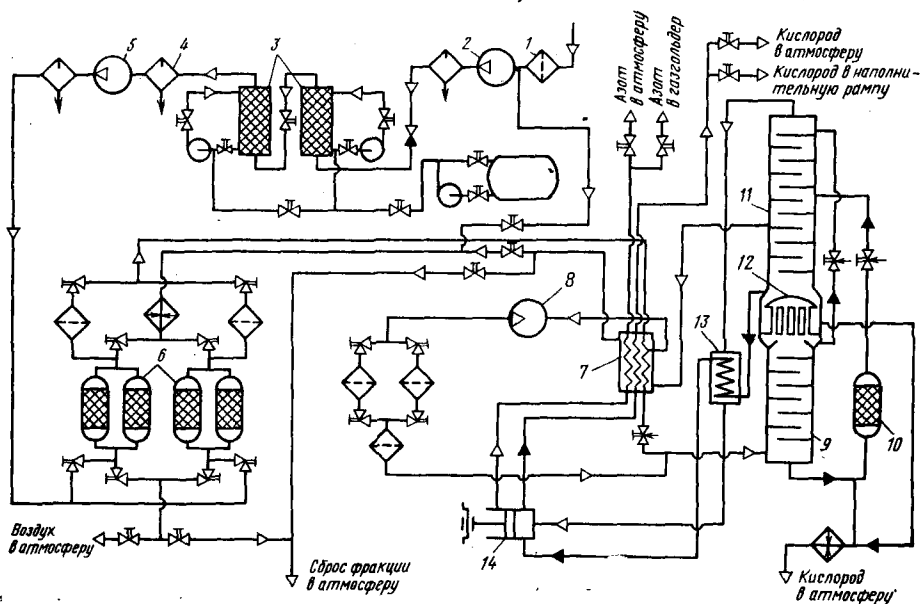 5
4
3
2
1
Азот
в атмосферу
Азот
в газгольдер
Кислород
в атмосферу
Кислород в наполни-
тельную рампу
11
12
8
13
7
6
10
9
14
Воздух
в атмосферу
Сброс фракции
в атмосферу
Кислород
в атмосферу